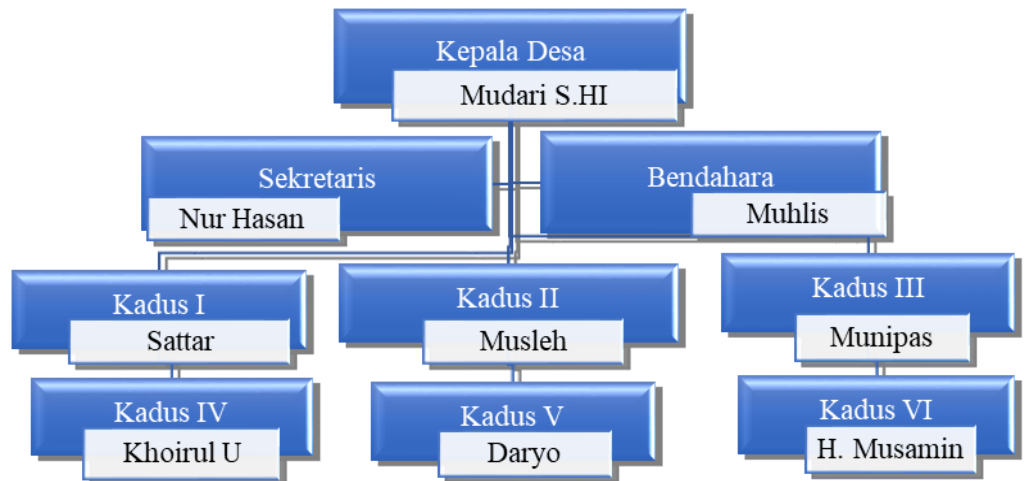 Kepala Desa
Mudari S.HI
Sekretaris
Nur Hasan
Bendahara
Muhlis
Kadus I
Sattar
Kadus II
Musleh
Kadus III
Munipas
Kadus IV
Khoirul U
Kadus V
Daryo
Kadus VI
H. Musamin